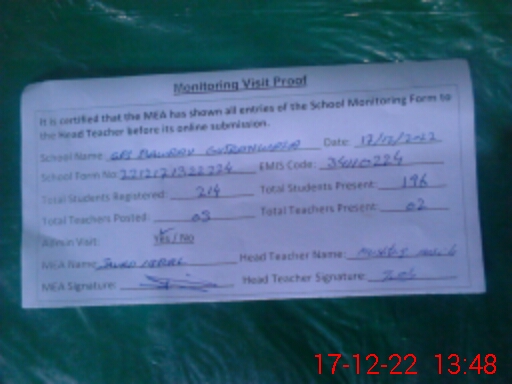 Monitoring Visit Proof
It is certified that the MEA has shown all entries of the School Monitoring Form to
the Head Teacher before its online submission.
School Name: GPS Date: 17/12/2022
School Form No: EMIS Code: 34110224
Total Students Registered: 214 Total Students Present: 196
Total Teachers Posted: 03 Total Teachers Present: 02
Admin Visit: Yes / No
MEA Name: Head Teacher Name:
MEA Signature: Head Teacher Signature:
17-12-22 13:48